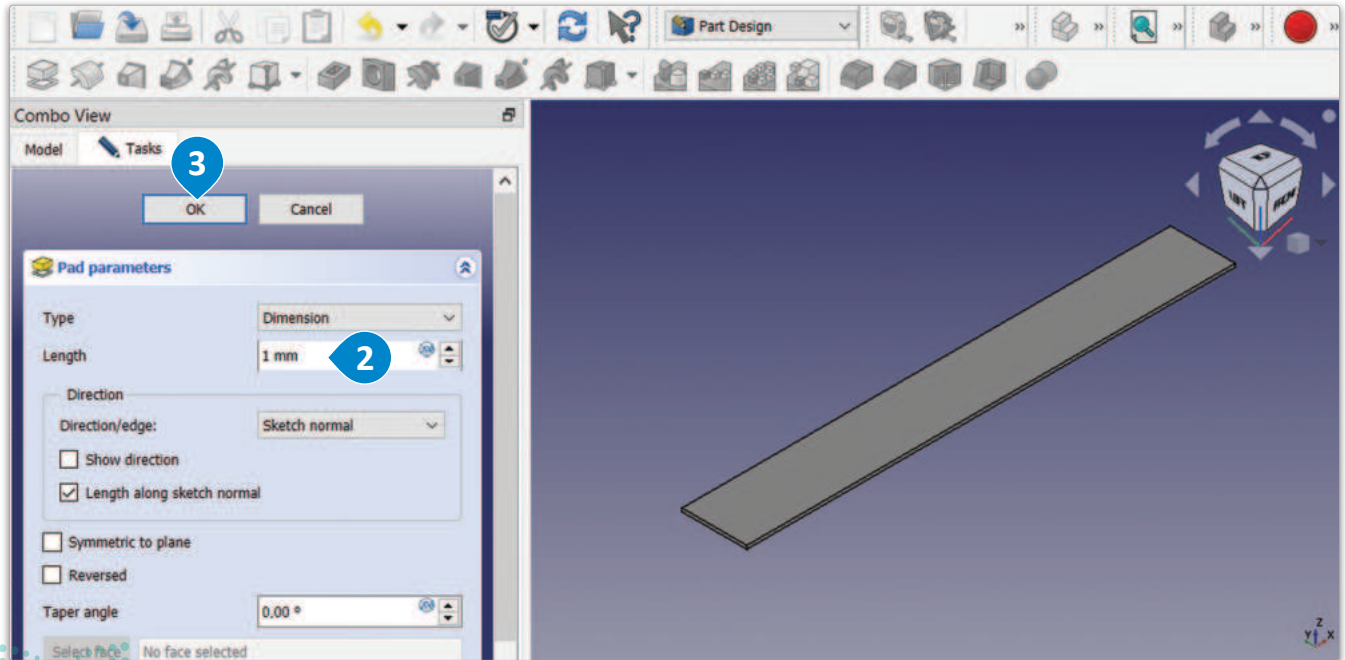 Part Design
»
»
»
»
»
Combo View
Model
Tasks
3
OK
Cancel
Pad parameters
Type
Dimension
Length
1 mm
2
Direction
Direction/edge:
Sketch normal
Show direction
Length along sketch normal
Symmetric to plane
Reversed
Taper angle
0,00 °
Select face
No face selected
Z
Y X